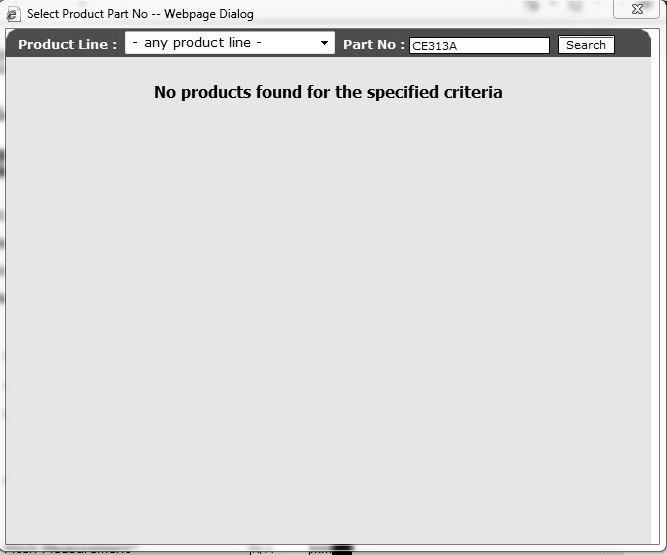 Select Product Part No -- Webpage Dialog
Product Line : - any product line - Part No : CE313A Search
No products found for the specified criteria